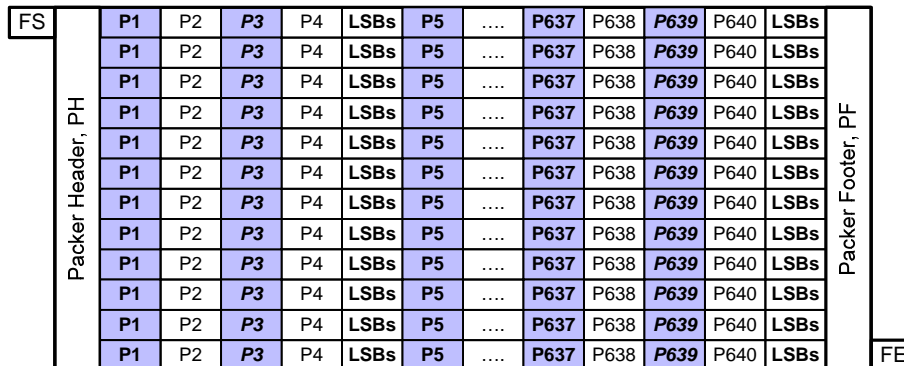 FS P1 P2 P3 P4 LSBs P5 .... P637 P638 P639 P640 LSBs
P1 P2 P3 P4 LSBs P5 .... P637 P638 P639 P640 LSBs
P1 P2 P3 P4 LSBs P5 .... P637 P638 P639 P640 LSBs
P1 P2 P3 P4 LSBs P5 .... P637 P638 P639 P640 LSBs
P1 P2 P3 P4 LSBs P5 .... P637 P638 P639 P640 LSBs
P1 P2 P3 P4 LSBs P5 .... P637 P638 P639 P640 LSBs
P1 P2 P3 P4 LSBs P5 .... P637 P638 P639 P640 LSBs
P1 P2 P3 P4 LSBs P5 .... P637 P638 P639 P640 LSBs
P1 P2 P3 P4 LSBs P5 .... P637 P638 P639 P640 LSBs
P1 P2 P3 P4 LSBs P5 .... P637 P638 P639 P640 LSBs
P1 P2 P3 P4 LSBs P5 .... P637 P638 P639 P640 LSBs
P1 P2 P3 P4 LSBs P5 .... P637 P638 P639 P640 LSBs FE
Packer Header, PH
Packer Footer, PF